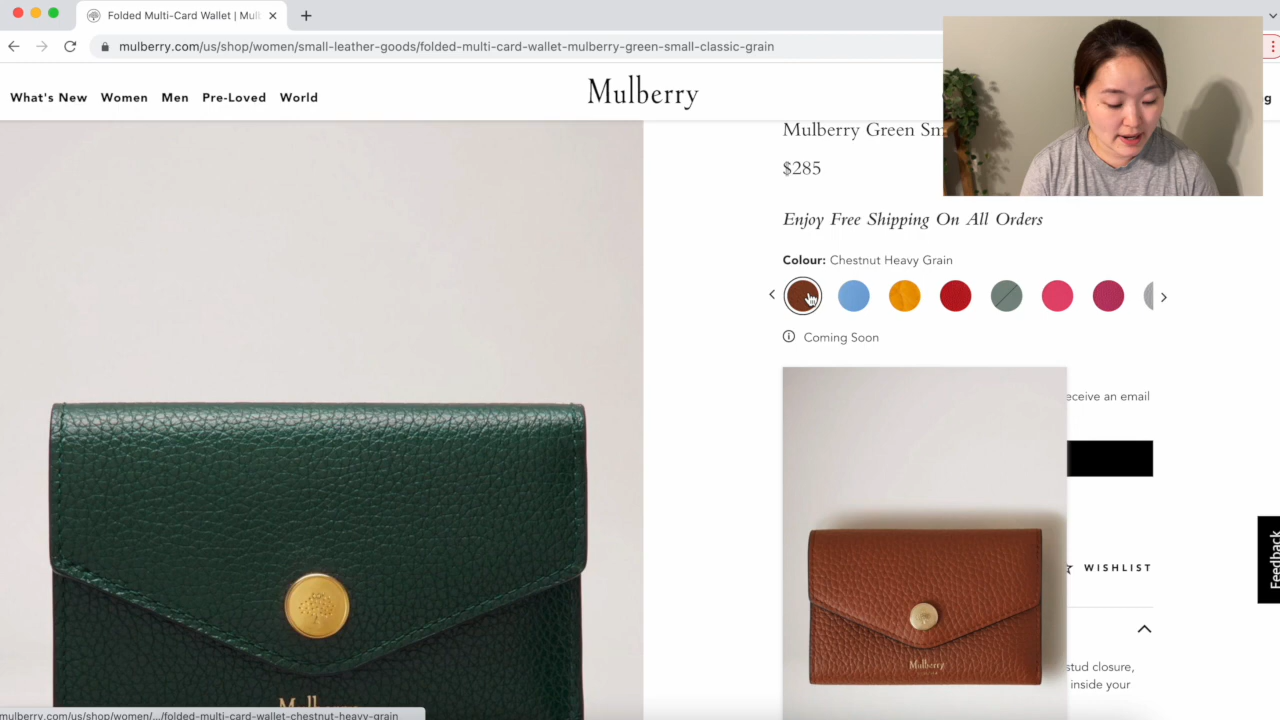 Folded Multi-Card Wallet | Mul
mulberry.com/us/shop/women/small-leather-goods/folded-multi-card-wallet-mulberry-green-small-classic-grain
What's New Women Men Pre-Loved World
Mulberry
g
Mulberry Green Sm
$285
Enjoy Free Shipping On All Orders
Colour: Chestnut Heavy Grain
Coming Soon
eceive an email
WISHLIST
Feedback
stud closure,
inside your
Mulberry
Mulberry
mulberry.com/us/shop/women/.../folded-multi-card-wallet-chestnut-heavy-grain